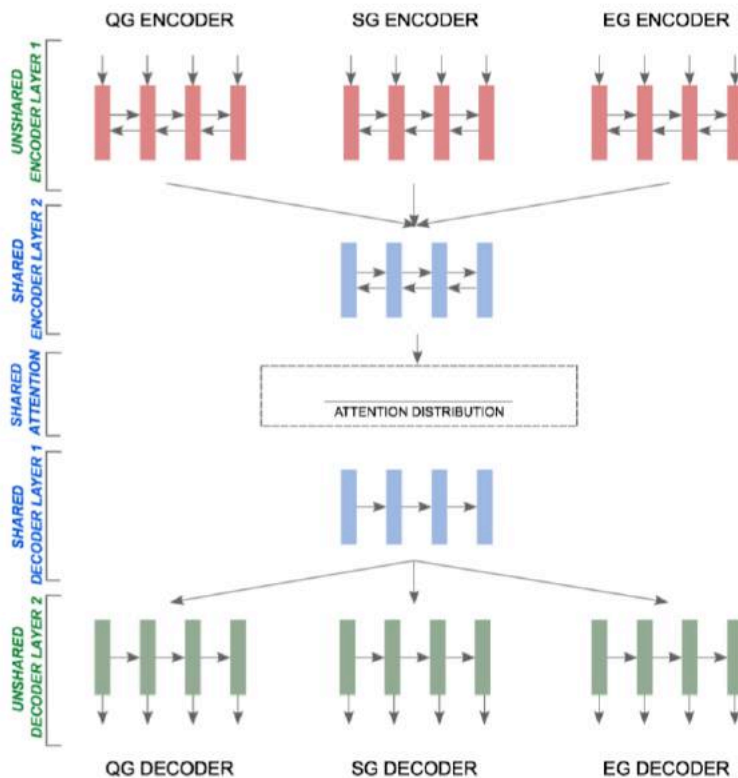 QG ENCODER
SG ENCODER
EG ENCODER
UNSHARED
ENCODER LAYER 1
SHARED
ENCODER LAYER 2
SHARED
ATTENTION
ATTENTION DISTRIBUTION
SHARED
DECODER LAYER 1
UNSHARED
DECODER LAYER 2
QG DECODER
SG DECODER
EG DECODER